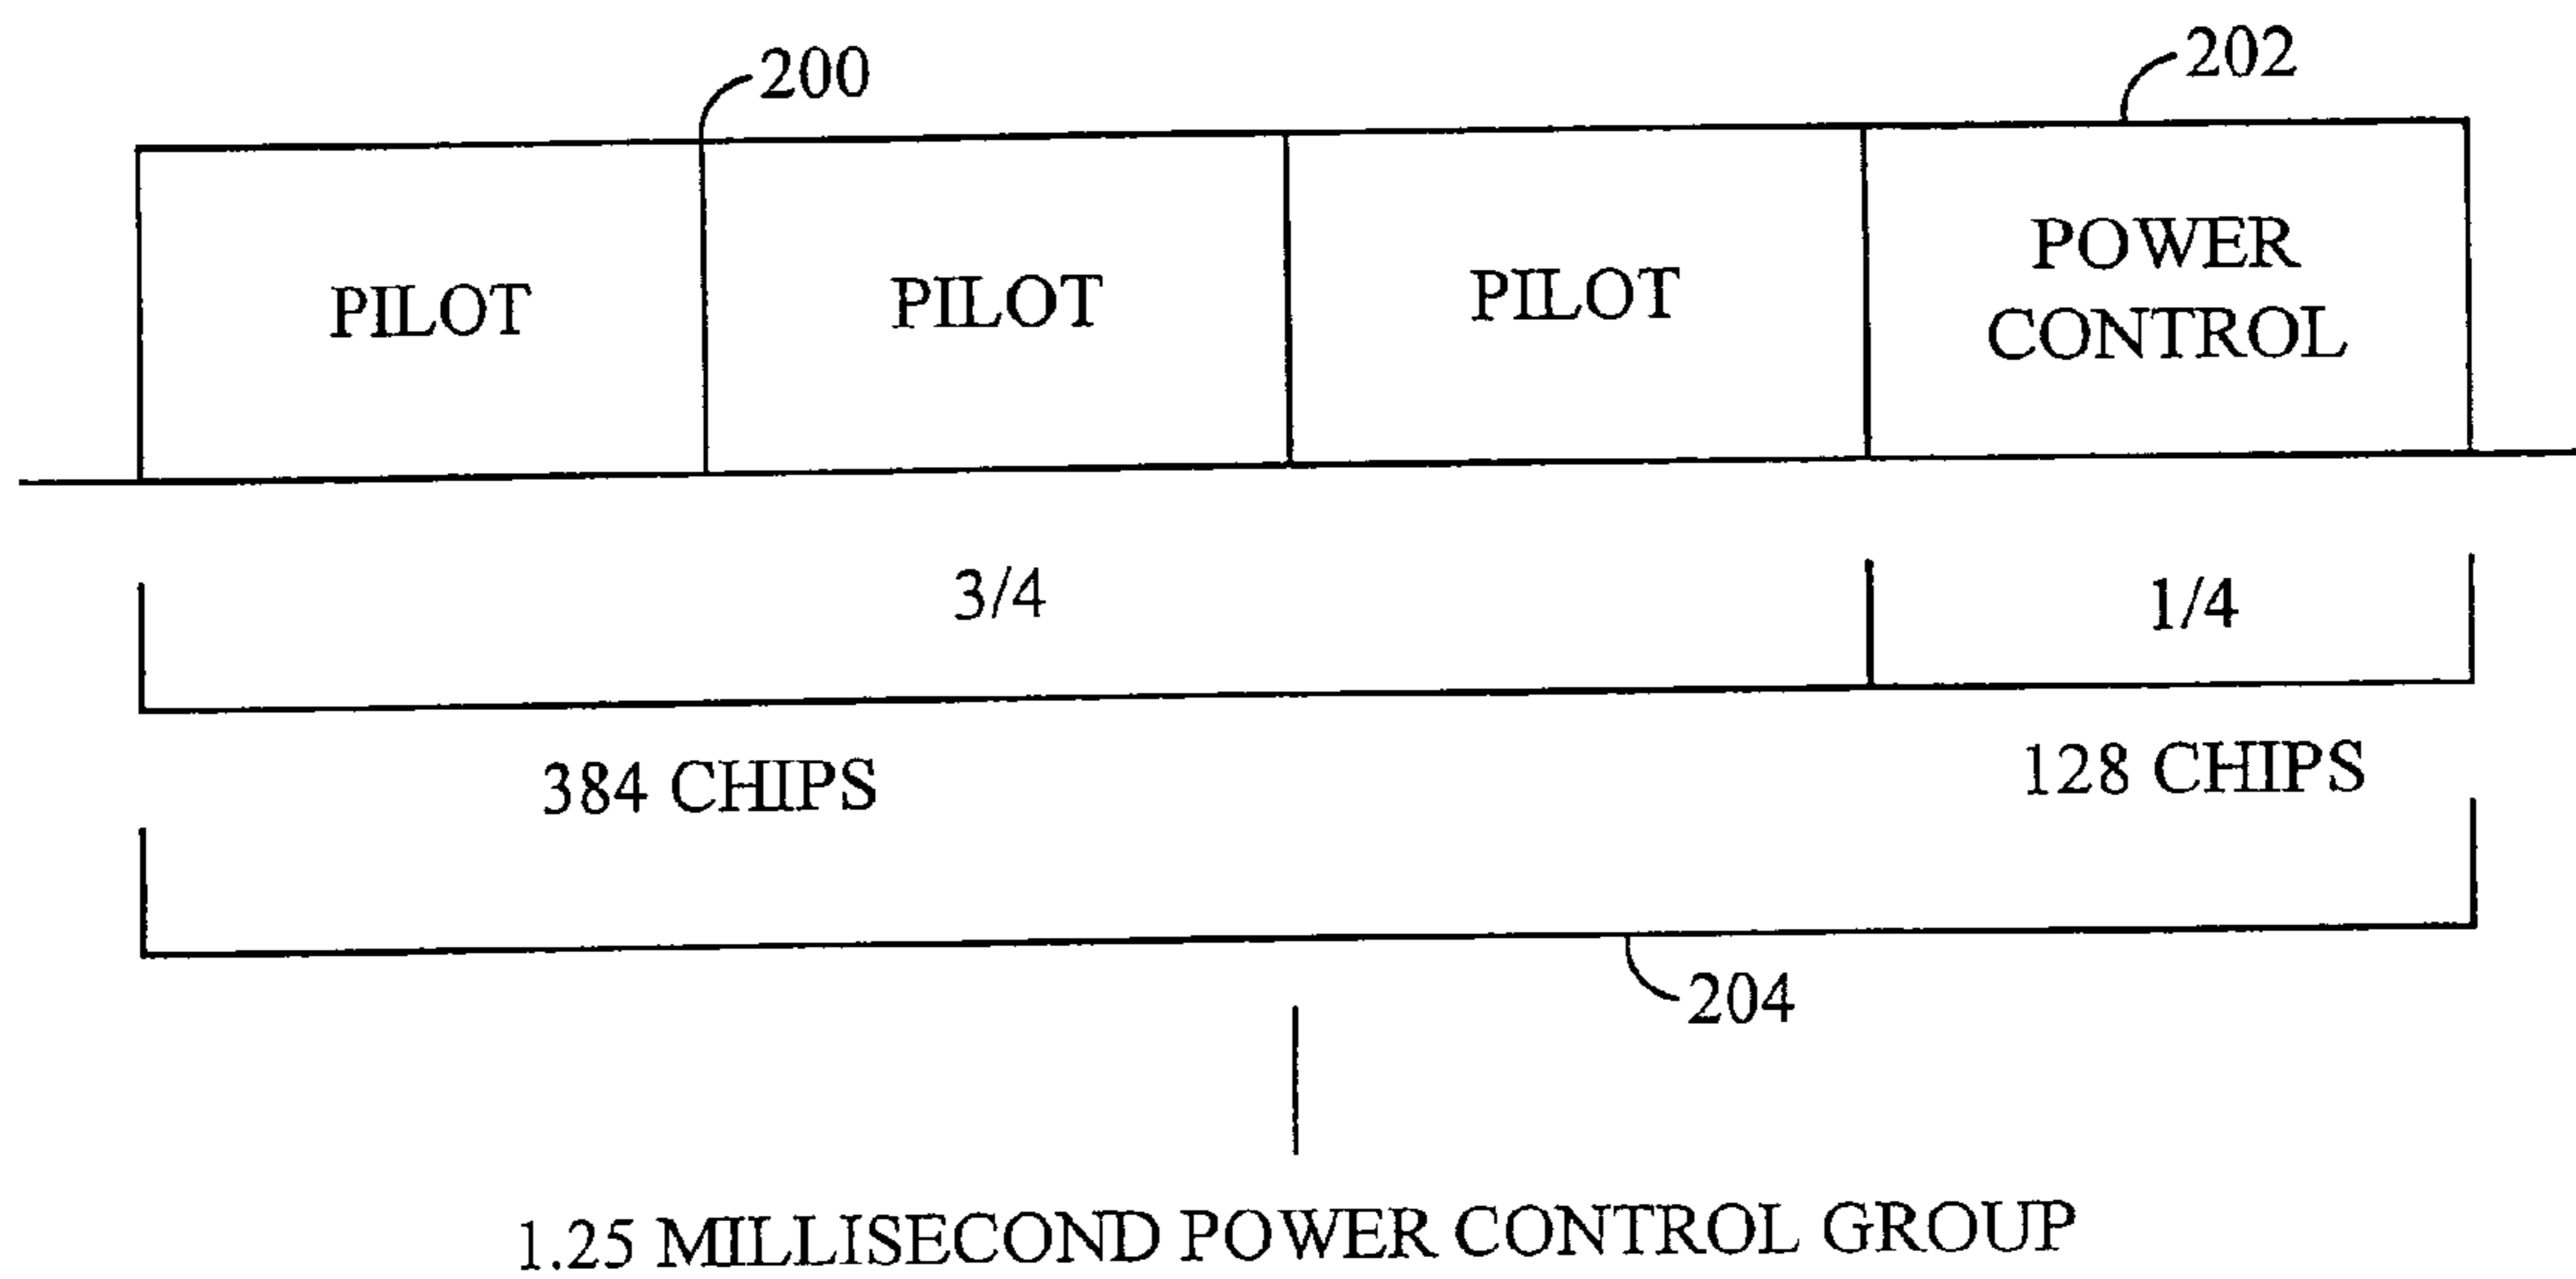 200
202
PILOT
PILOT
PILOT
POWER
CONTROL
3/4
1/4
384 CHIPS
128 CHIPS
204
1.25 MILLISECOND POWER CONTROL GROUP